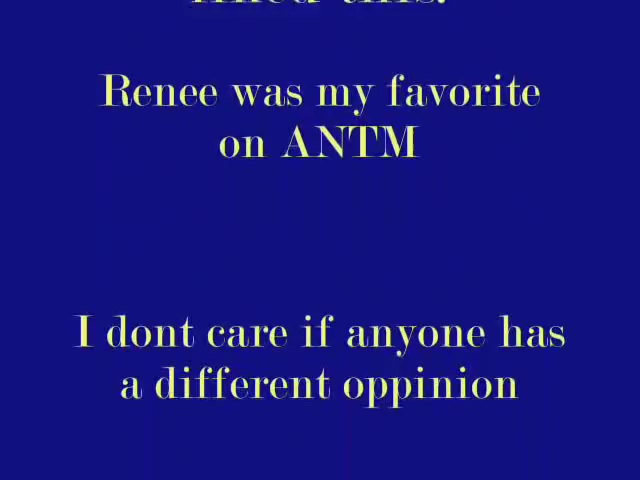 Renee was my favorite
on ANTM
I dont care if anyone has
a different oppinion